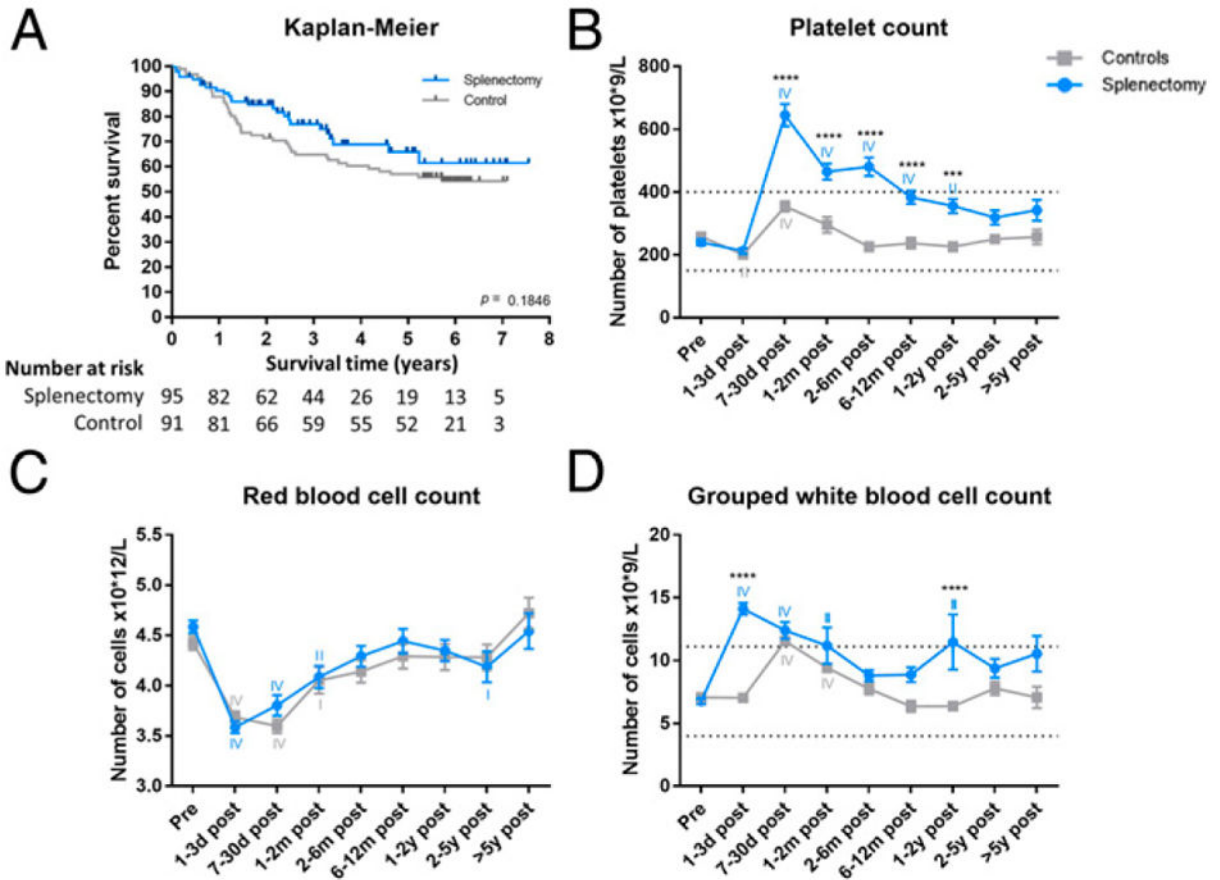 A
Kaplan-Meier
Percent survival
100
90
80
70
60
50
40
30
20
10
0
Splenectomy
Control
p = 0.1846
0 1 2 3 4 5 6 7 8
Survival time (years)
Number at risk
Splenectomy 95 82 62 44 26 19 13 5
Control 91 81 66 59 55 52 21 3
B
Platelet count
Controls
Splenectomy
Number of platelets x10*9/L
800
600
400
200
0
**** **** **** **** ***
IV IV IV IV II
IV
II
Pre
1-3d post
7-30d post
1-2m post
2-6m post
6-12m post
1-2y post
2-5y post
>5y post
C
Red blood cell count
Number of cells x10*12/L
5.5
5.0
4.5
4.0
3.5
3.0
IV IV II
IV IV I I
Pre
1-3d post
7-30d post
1-2m post
2-6m post
6-12m post
1-2y post
2-5y post
>5y post
D
Grouped white blood cell count
Number of cells x10*9/L
20
15
10
5
0
**** ****
IV IV II II
IV IV
Pre
1-3d post
7-30d post
1-2m post
2-6m post
6-12m post
1-2y post
2-5y post
>5y post